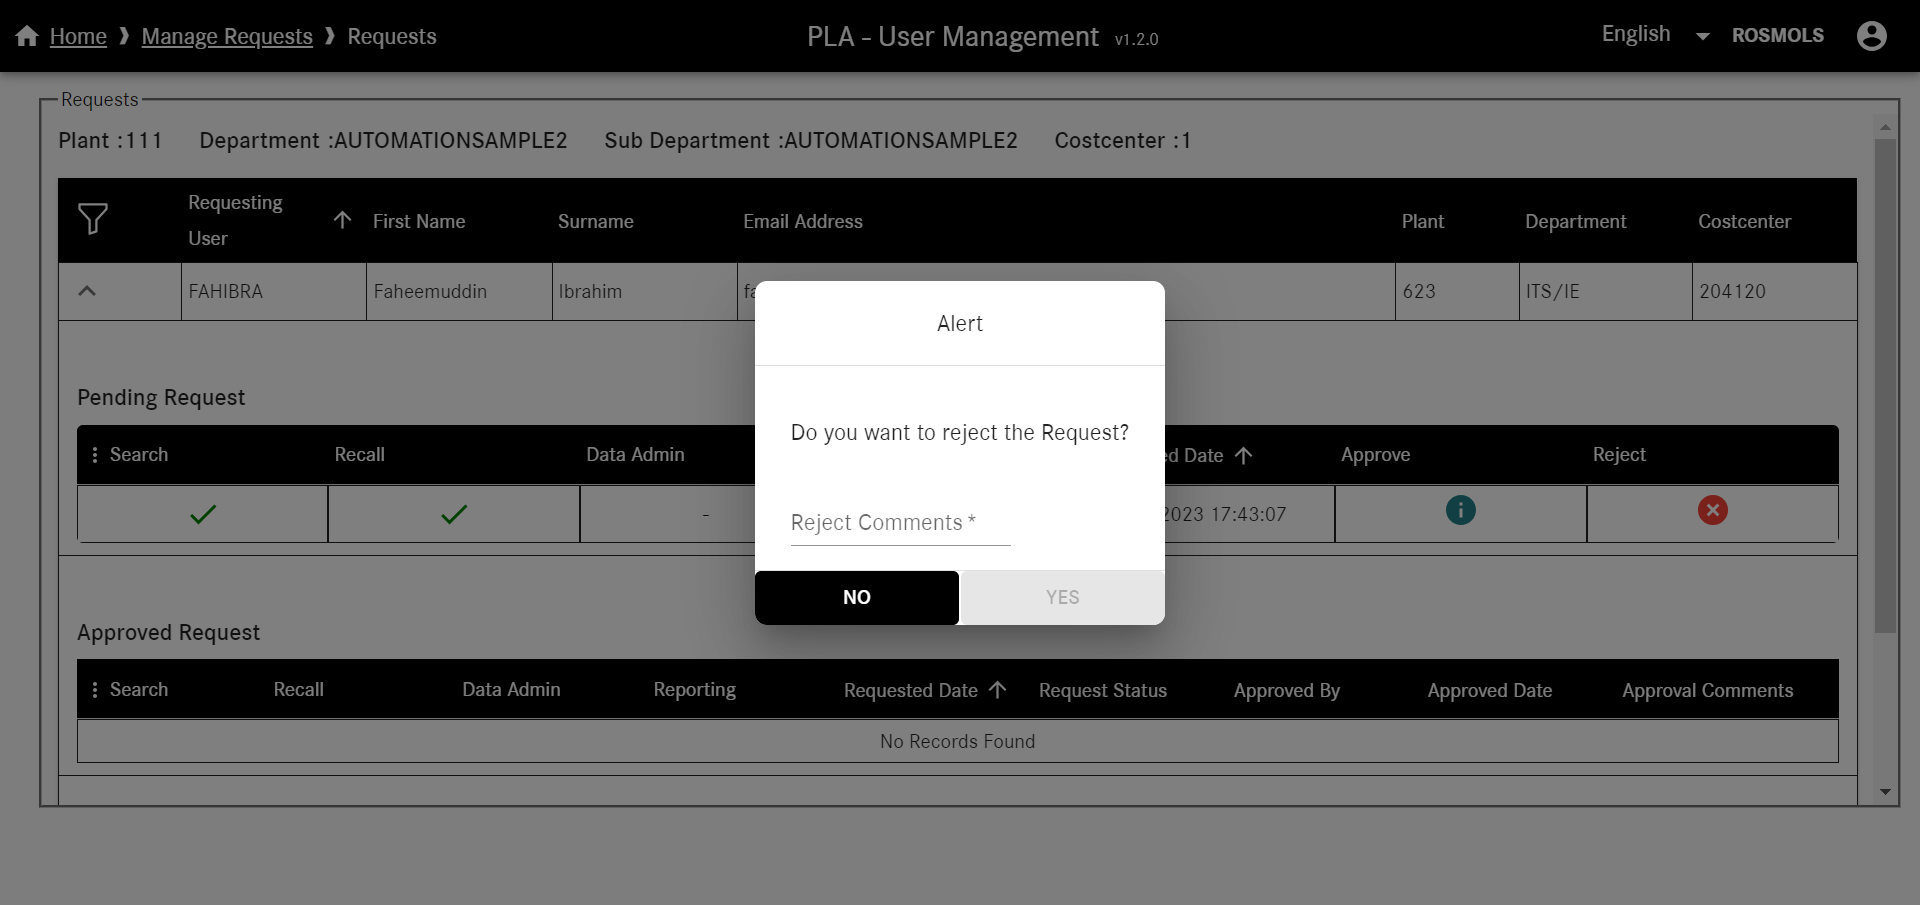 Home ❱ Manage Requests ❱ Requests
PLA - User Management v1.2.0
English
ROSMOLS
Requests
Plant :111 Department :AUTOMATIONSAMPLE2 Sub Department :AUTOMATIONSAMPLE2 Costcenter :1
Requesting User First Name Surname Email Address Plant Department Costcenter
FAHIBRA Faheemuddin Ibrahim 623 ITS/IE 204120
Alert
Do you want to reject the Request?
Reject Comments *
NO YES
Pending Request
Search Recall Data Admin Date Approve Reject
- 2023 17:43:07
Approved Request
Search Recall Data Admin Reporting Requested Date Request Status Approved By Approved Date Approval Comments
No Records Found